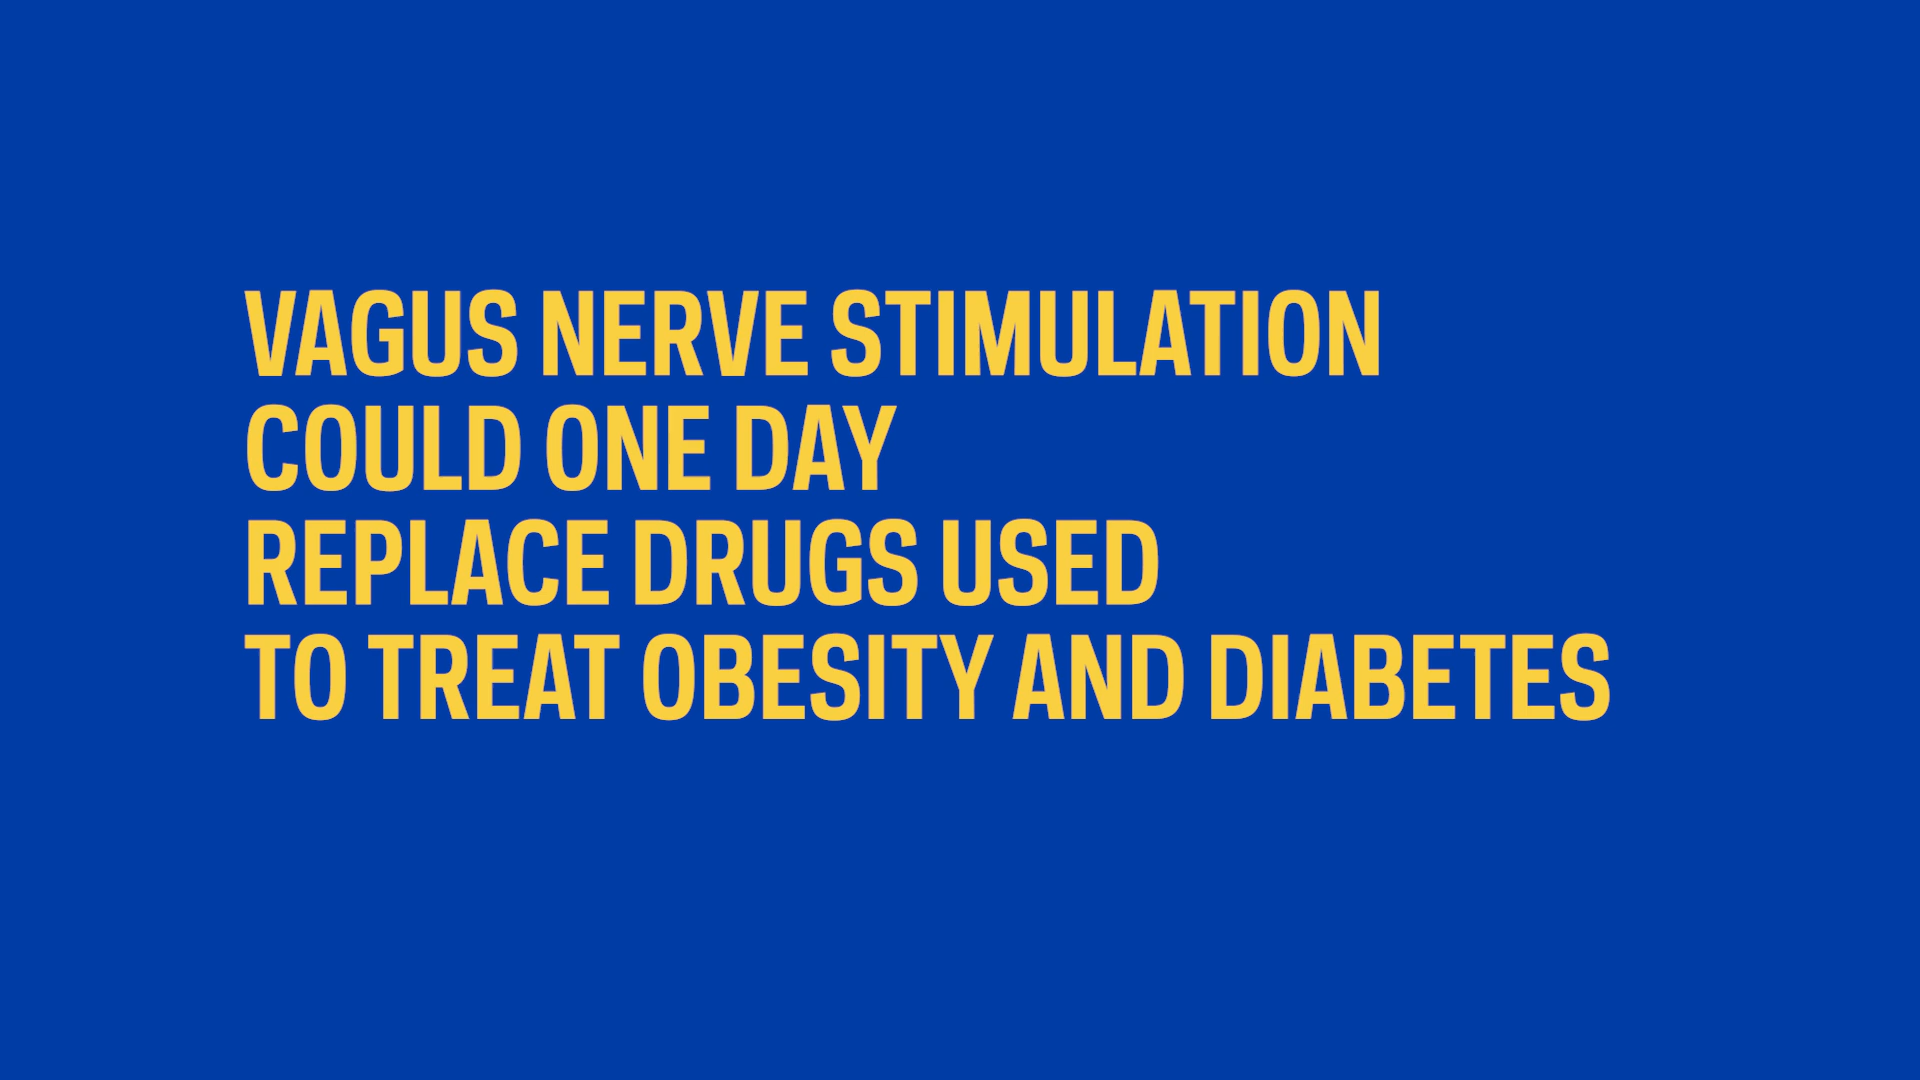 VAGUS NERVE STIMULATION
COULD ONE DAY
REPLACE DRUGS USED
TO TREAT OBESITY AND DIABETES